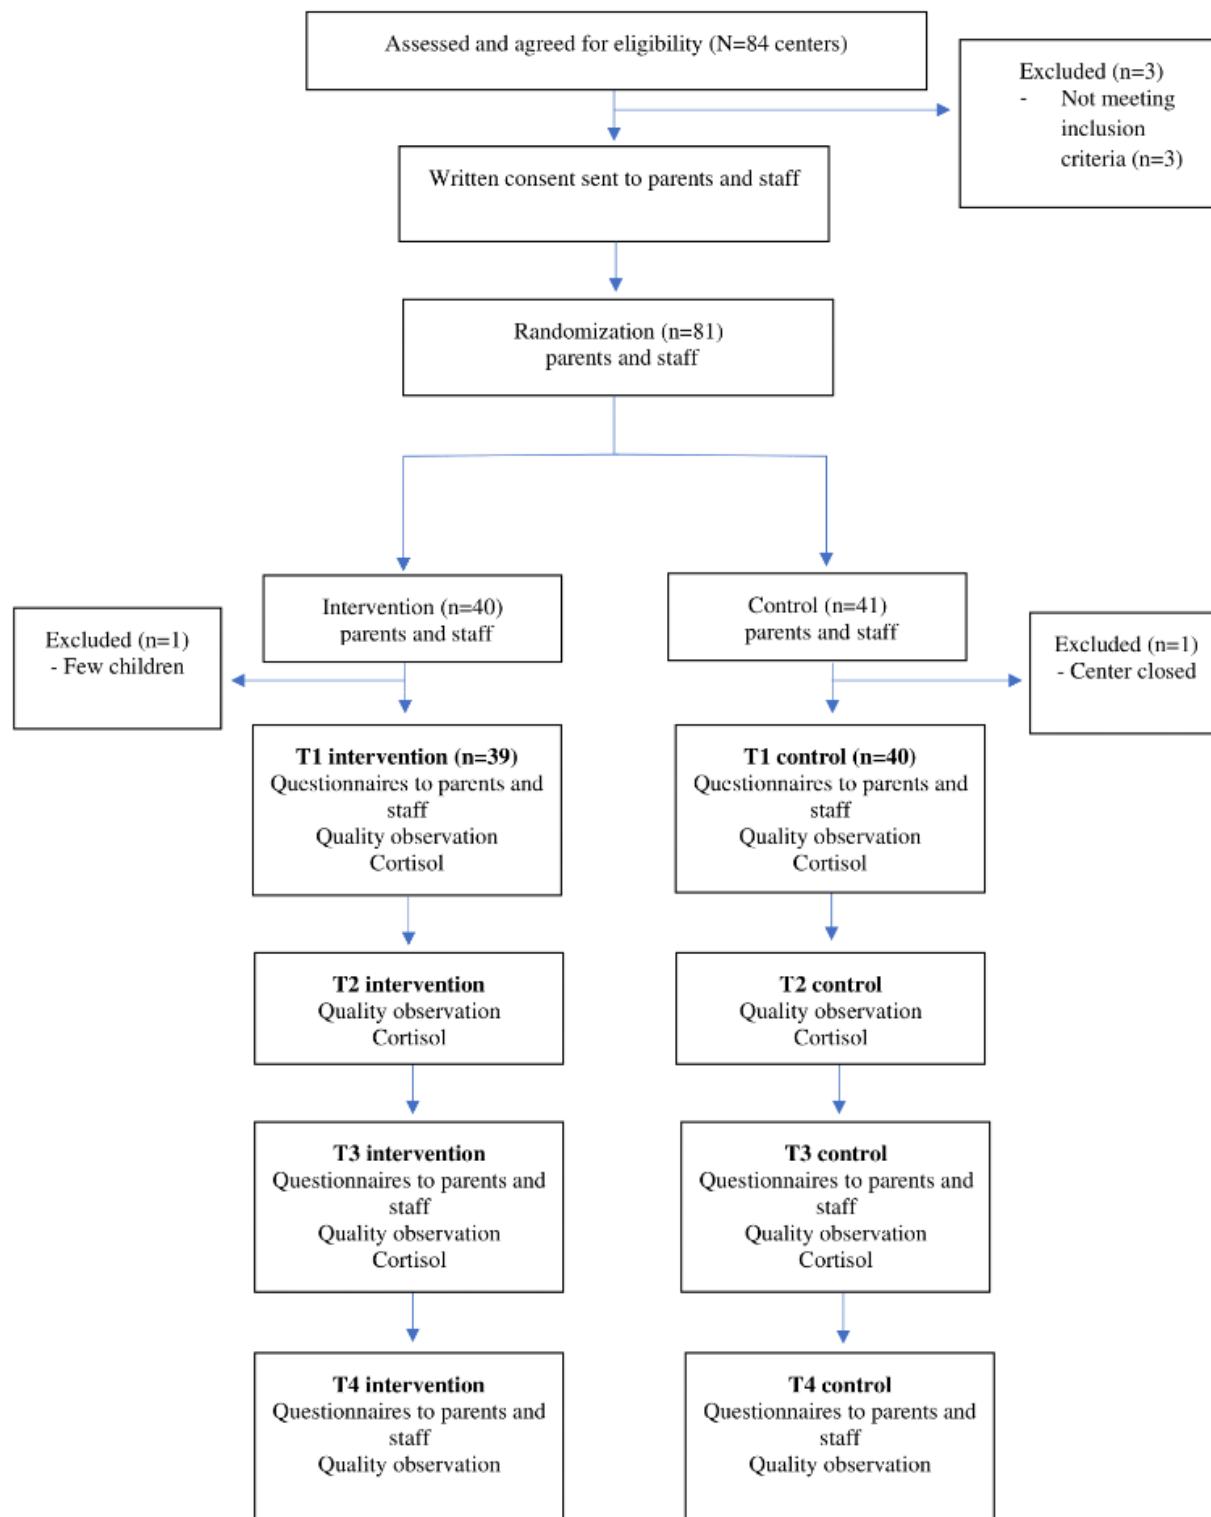 Assessed and agreed for eligibility (N=84 centers)
Excluded (n=3)
- Not meeting
inclusion
criteria (n=3)
Written consent sent to parents and staff
Randomization (n=81)
parents and staff
Intervention (n=40)
parents and staff
Control (n=41)
parents and staff
Excluded (n=1)
- Few children
Excluded (n=1)
- Center closed
T1 intervention (n=39)
Questionnaires to parents and
staff
Quality observation
Cortisol
T1 control (n=40)
Questionnaires to parents and
staff
Quality observation
Cortisol
T2 intervention
Quality observation
Cortisol
T2 control
Quality observation
Cortisol
T3 intervention
Questionnaires to parents and
staff
Quality observation
Cortisol
T3 control
Questionnaires to parents and
staff
Quality observation
Cortisol
T4 intervention
Questionnaires to parents and
staff
Quality observation
T4 control
Questionnaires to parents and
staff
Quality observation